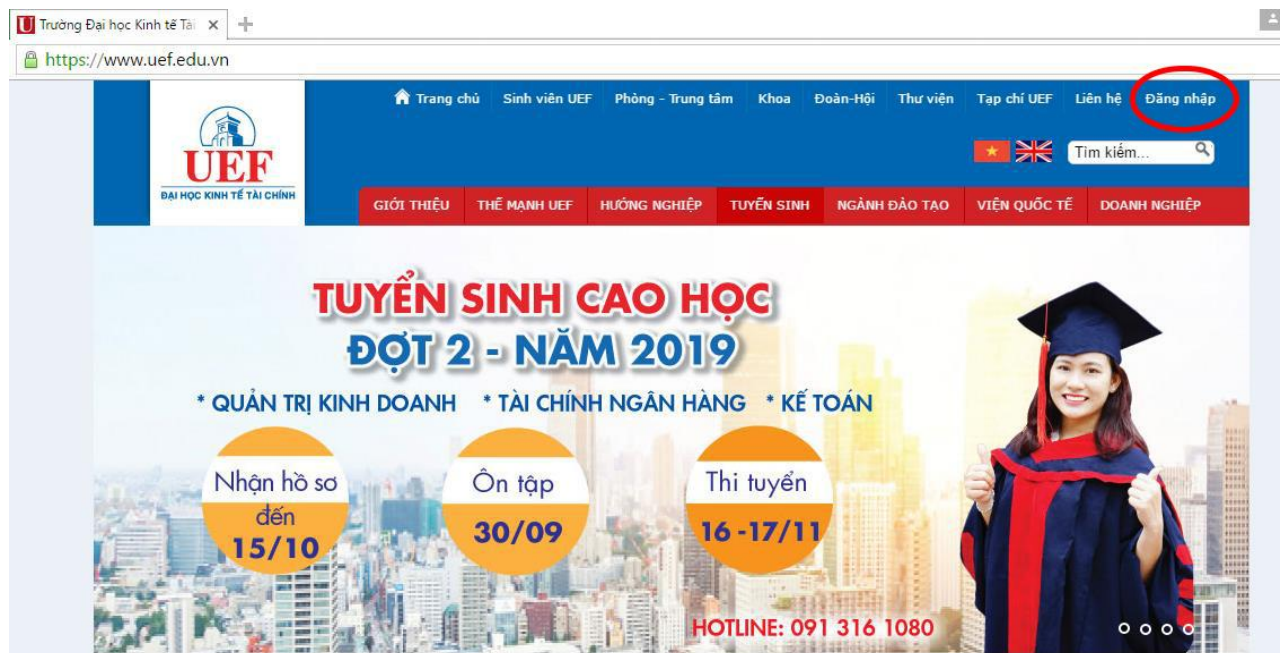 Trường Đại học Kinh tế Tài
https://www.uef.edu.vn
Trang chủ Sinh viên UEF Phòng - Trung tâm Khoa Đoàn-Hội Thư viện Tạp chí UEF Liên hệ Đăng nhập
Tìm kiếm...
UEF
ĐẠI HỌC KINH TẾ TÀI CHÍNH
GIỚI THIỆU THẾ MẠNH UEF HƯỚNG NGHIỆP TUYỂN SINH NGÀNH ĐÀO TẠO VIỆN QUỐC TẾ DOANH NGHIỆP
TUYỂN SINH CAO HỌC
ĐỢT 2 - NĂM 2019
* QUẢN TRỊ KINH DOANH * TÀI CHÍNH NGÂN HÀNG * KẾ TOÁN
Nhận hồ sơ
đến
15/10
Ôn tập
30/09
Thi tuyển
16 -17/11
HOTLINE: 091 316 1080